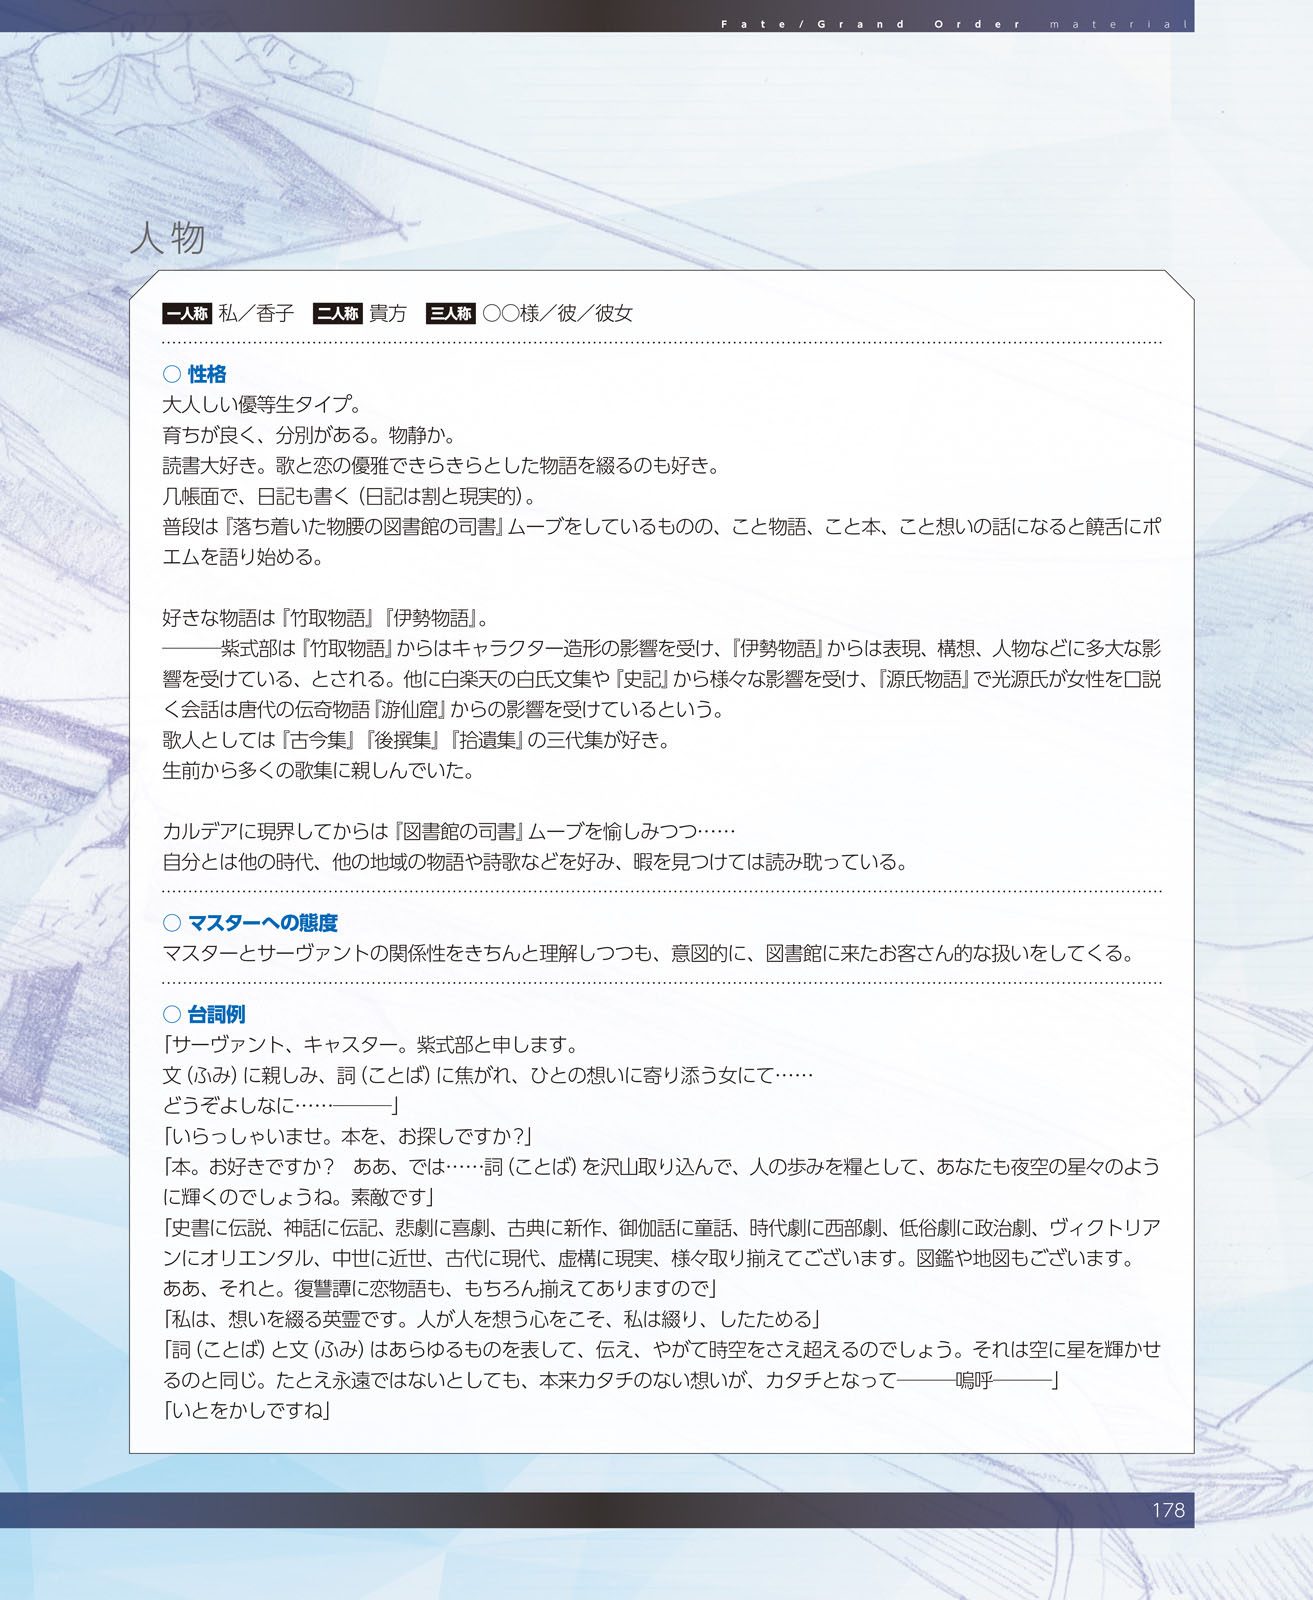 Fate/Grand Order material
人物
一人称 私／香子 二人称 貴方 三人称 ○○様／彼／彼女
○ 性格
大人しい優等生タイプ。
育ちが良く、分別がある。物静か。
読書大好き。歌と恋の優雅できらきらとした物語を綴るのも好き。
几帳面で、日記も書く（日記は割と現実的）。
普段は『落ち着いた物腰の図書館の司書』ムーブをしているものの、こと物語、こと本、こと想いの話になると饒舌にポ
エムを語り始める。
好きな物語は『竹取物語』『伊勢物語』。
―――紫式部は『竹取物語』からはキャラクター造形の影響を受け、『伊勢物語』からは表現、構想、人物などに多大な影
響を受けている、とされる。他に白楽天の白氏文集や『史記』から様々な影響を受け、『源氏物語』で光源氏が女性を口説
く会話は唐代の伝奇物語『游仙窟』からの影響を受けているという。
歌人としては『古今集』『後撰集』『拾遺集』の三代集が好き。
生前から多くの歌集に親しんでいた。
カルデアに現界してからは『図書館の司書』ムーブを愉しみつつ……
自分とは他の時代、他の地域の物語や詩歌などを好み、暇を見つけては読み耽っている。
○ マスターへの態度
マスターとサーヴァントの関係性をきちんと理解しつつも、意図的に、図書館に来たお客さん的な扱いをしてくる。
○ 台詞例
「サーヴァント、キャスター。紫式部と申します。
文（ふみ）に親しみ、詞（ことば）に焦がれ、ひとの想いに寄り添う女にて……
どうぞよしなに……―――」
「いらっしゃいませ。本を、お探しですか？」
「本。お好きですか？　ああ、では……詞（ことば）を沢山取り込んで、人の歩みを糧として、あなたも夜空の星々のよう
に輝くのでしょうね。素敵です」
「史書に伝説、神話に伝記、悲劇に喜劇、古典に新作、御伽話に童話、時代劇に西部劇、低俗劇に政治劇、ヴィクトリア
ンにオリエンタル、中世に近世、古代に現代、虚構に現実、様々取り揃えてございます。図鑑や地図もございます。
ああ、それと。復讐譚に恋物語も、もちろん揃えてありますので」
「私は、想いを綴る英霊です。人が人を想う心をこそ、私は綴り、したためる」
「詞（ことば）と文（ふみ）はあらゆるものを表して、伝え、やがて時空をさえ超えるのでしょう。それは空に星を輝かせ
るのと同じ。たとえ永遠ではないとしても、本来カタチのない想いが、カタチとなって―――嗚呼―――」
「いとをかしですね」
178